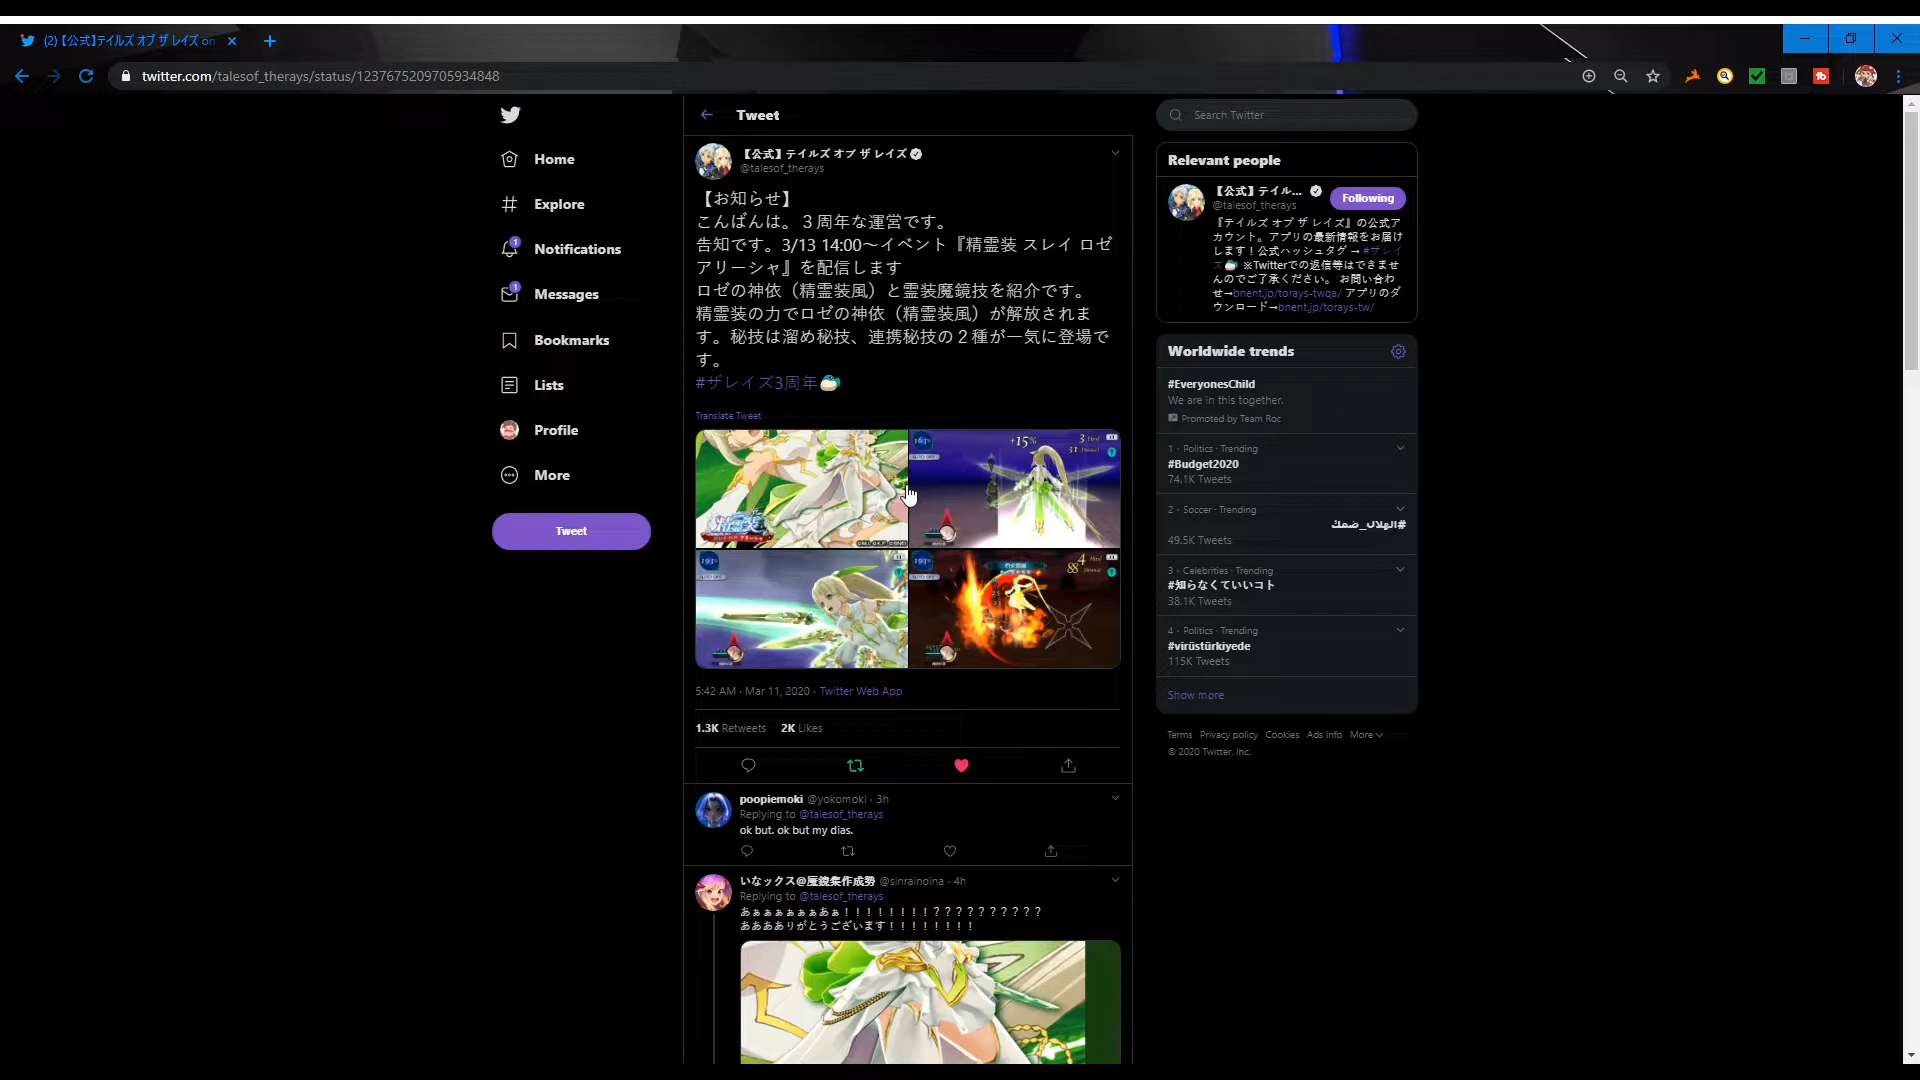 (2) 【公式】テイルズ オブ ザ レイズ on
twitter.com/talesof_therays/status/1237675209705934848
Home
Explore
Notifications
Messages
Bookmarks
Lists
Profile
More
Tweet
Tweet
【公式】テイルズ オブ ザ レイズ
@talesof_therays
【お知らせ】
こんばんは。３周年な運営です。
告知です。3/13 14:00〜イベント『精霊装 スレイ ロゼ
アリーシャ』を配信します
ロゼの神依（精霊装風）と霊装魔鏡技を紹介です。
精霊装の力でロゼの神依（精霊装風）が解放されま
す。秘技は溜め秘技、連携秘技の２種が一気に登場で
す。
#ザレイズ3周年
Translate Tweet
+15%
5:42 AM · Mar 11, 2020 · Twitter Web App
1.3K Retweets 2K Likes
poopiemoki @yokomoki · 3h
Replying to @talesof_therays
ok but. ok but my dias.
いなックス@魔鏡集作成勢 @sinrainoina · 4h
Replying to @talesof_therays
あぁぁぁぁぁぁあぁ！！！！！！！！？？？？？？？？？？
あああありがとうございます！！！！！！！！
Search Twitter
Relevant people
【公式】テイル...
@talesof_therays
Following
『テイルズ オブ ザ レイズ』の公式ア
カウント。アプリの最新情報をお届け
します！公式ハッシュタグ→ #ザレイ
ズ ※Twitterでの返信等はできませ
んのでご了承ください。 お問い合わ
せ→bnent.jp/torays-twqa/ アプリのダ
ウンロード→bnent.jp/torays-tw/
Worldwide trends
#EveryonesChild
We are in this together.
Promoted by Team Roc
1 · Politics · Trending
#Budget2020
74.1K Tweets
2 · Soccer · Trending
#الهلال_ضمك
49.5K Tweets
3 · Celebrities · Trending
#知らなくていいコト
38.1K Tweets
4 · Politics · Trending
#virüstürkiyede
115K Tweets
Show more
Terms Privacy policy Cookies Ads info More
© 2020 Twitter, Inc.